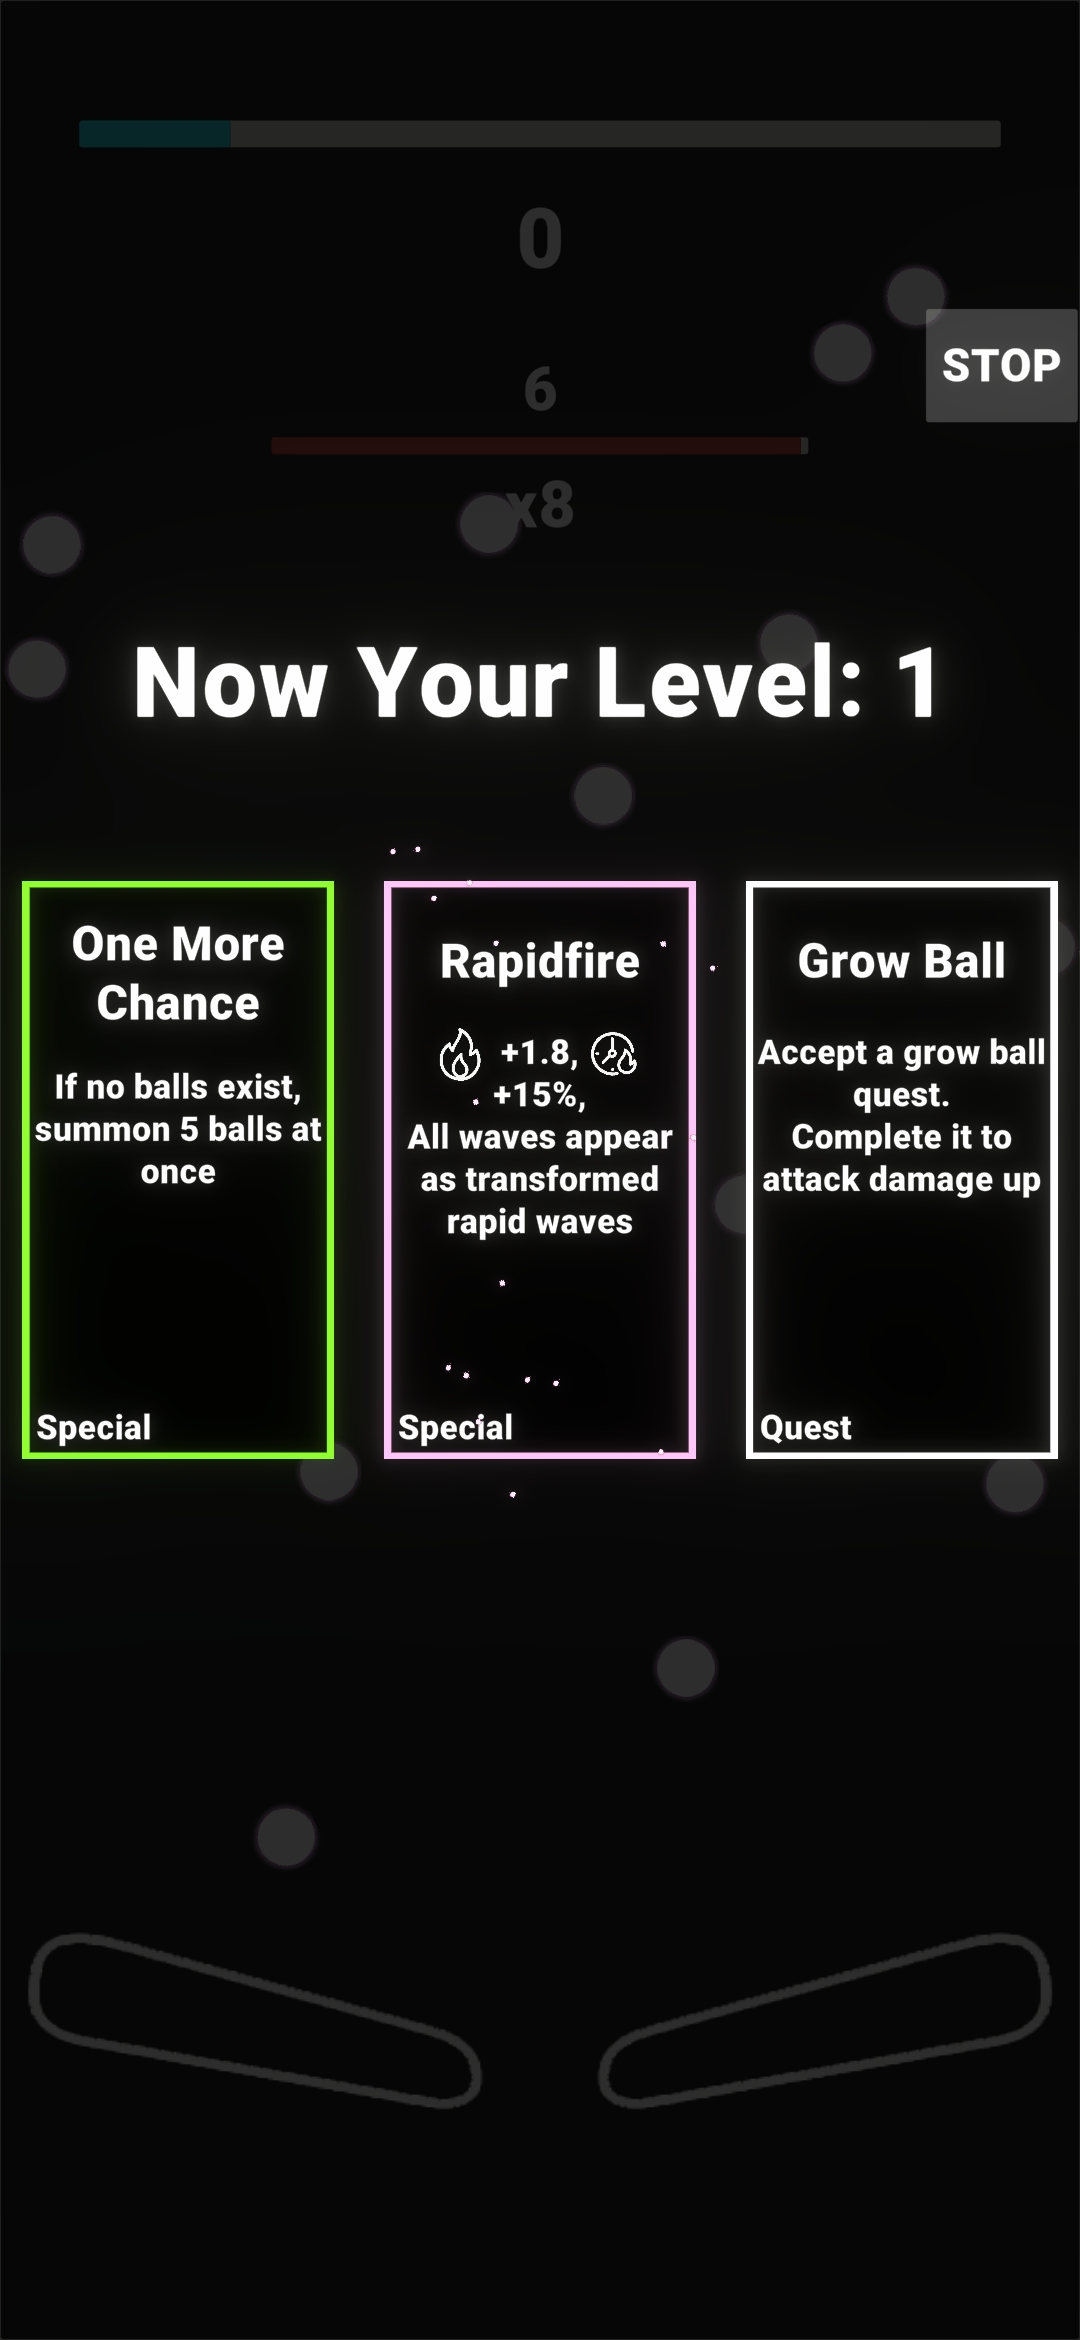 0
STOP
6
x8
Now Your Level: 1
One More
Chance
If no balls exist,
summon 5 balls at
once
Special
Rapidfire
+1.8,
+15%,
All waves appear
as transformed
rapid waves
Special
Grow Ball
Accept a grow ball
quest.
Complete it to
attack damage up
Quest